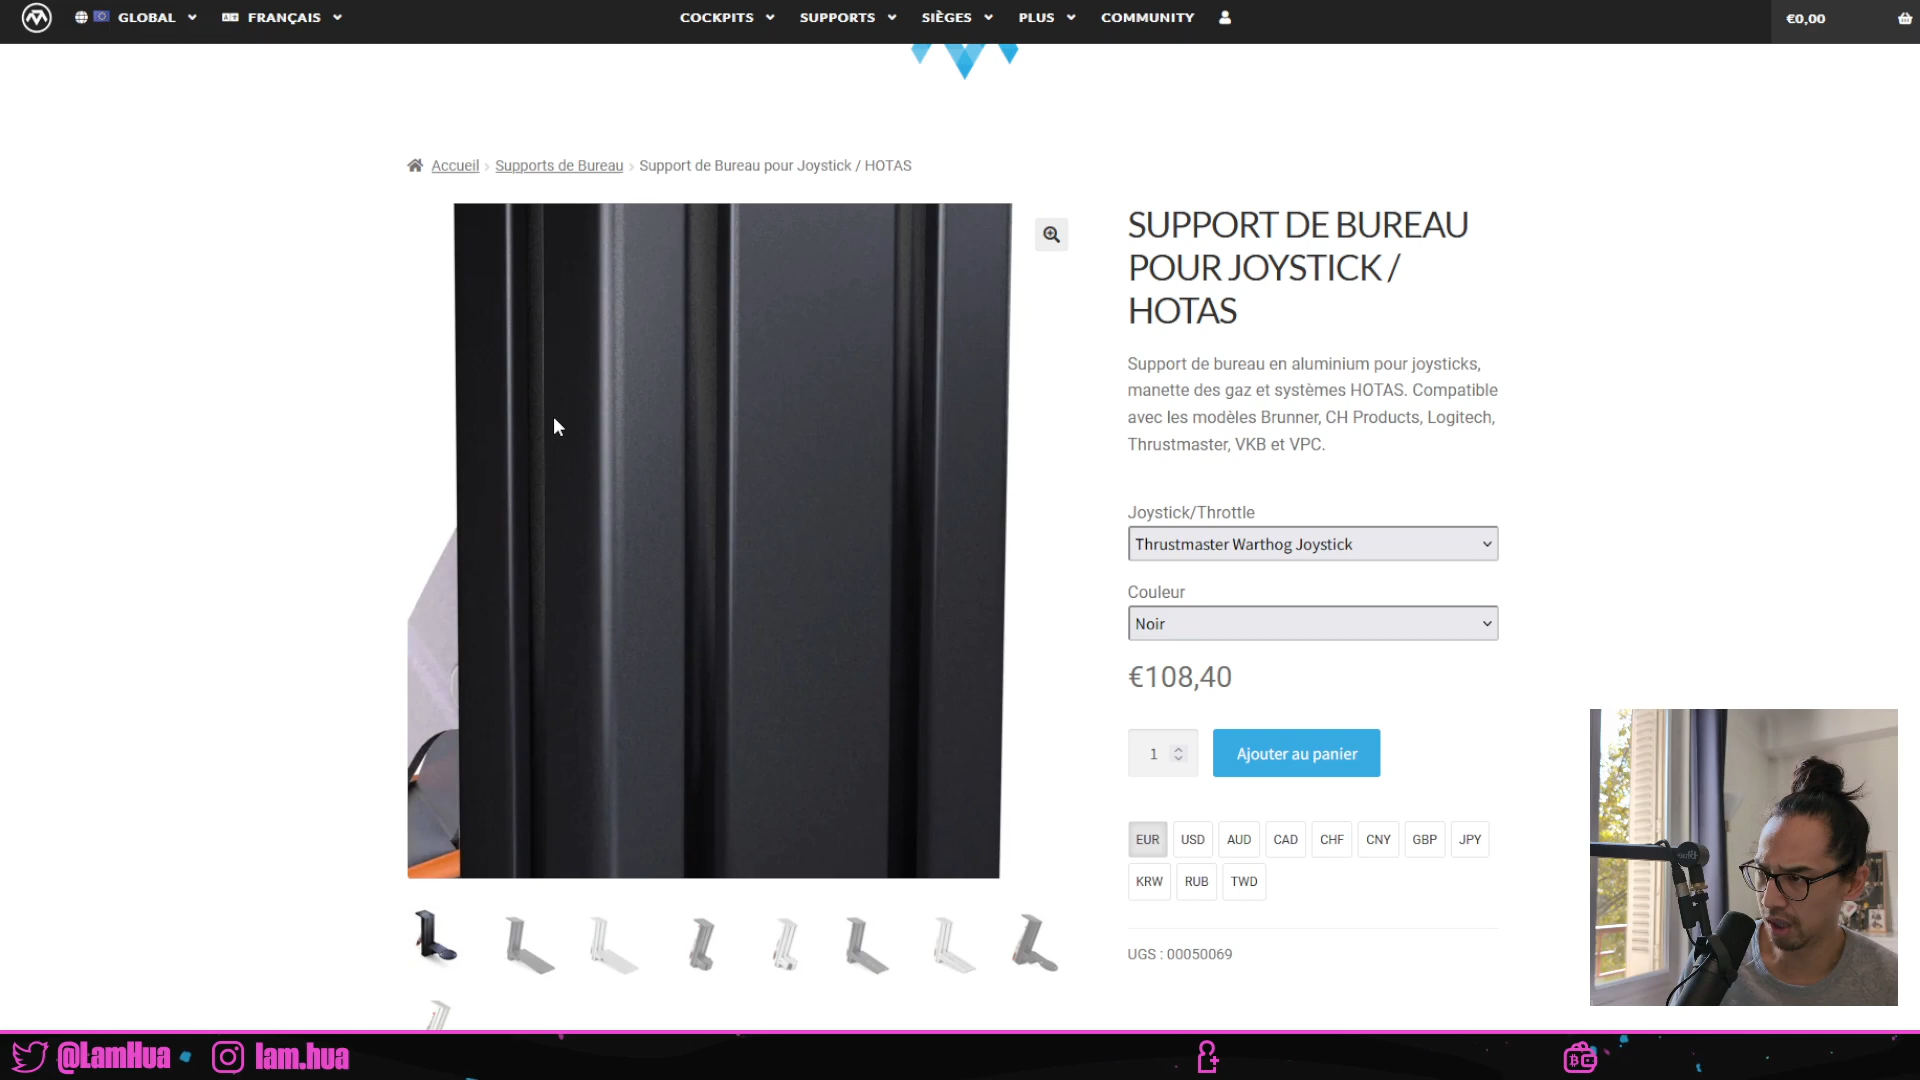 GLOBAL
FRANÇAIS
COCKPITS
SUPPORTS
SIÈGES
PLUS
COMMUNITY
€0,00
Accueil > Supports de Bureau > Support de Bureau pour Joystick / HOTAS
SUPPORT DE BUREAU
POUR JOYSTICK /
HOTAS
Support de bureau en aluminium pour joysticks,
manette des gaz et systèmes HOTAS. Compatible
avec les modèles Brunner, CH Products, Logitech,
Thrustmaster, VKB et VPC.
Joystick/Throttle
Thrustmaster Warthog Joystick
Couleur
Noir
€108,40
1
Ajouter au panier
EUR USD AUD CAD CHF CNY GBP JPY
KRW RUB TWD
UGS : 00050069
@LamHua
lam.hua